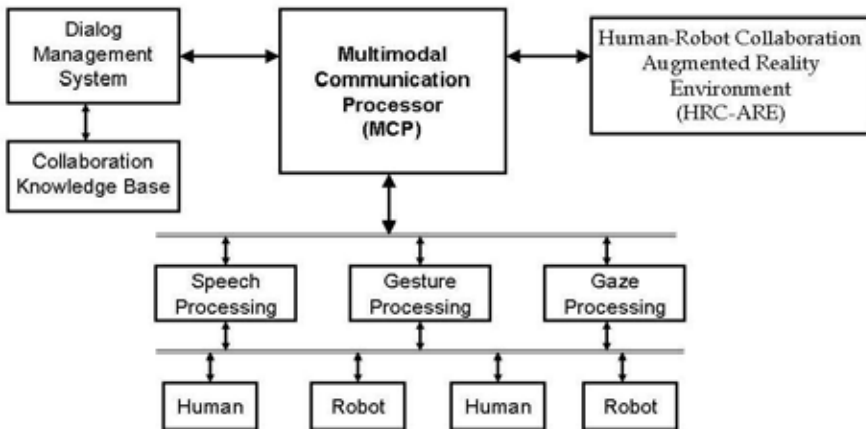 Dialog
Management
System
Multimodal
Communication
Processor
(MCP)
Human-Robot Collaboration
Augmented Reality
Environment
(HRC-ARE)
Collaboration
Knowledge Base
Speech
Processing
Gesture
Processing
Gaze
Processing
Human
Robot
Human
Robot